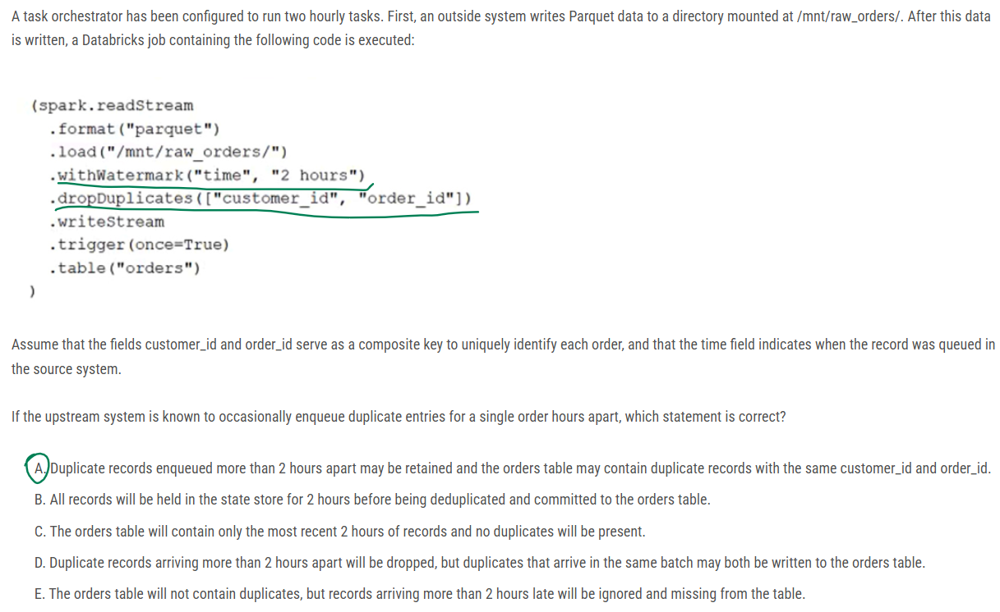 A task orchestrator has been configured to run two hourly tasks. First, an outside system writes Parquet data to a directory mounted at /mnt/raw_orders/. After this data
is written, a Databricks job containing the following code is executed:
(spark.readStream
.format("parquet")
.load("/mnt/raw_orders/")
.withWatermark("time", "2 hours")
.dropDuplicates(["customer_id", "order_id"])
.writeStream
.trigger(once=True)
.table("orders")
)
Assume that the fields customer_id and order_id serve as a composite key to uniquely identify each order, and that the time field indicates when the record was queued in
the source system.
If the upstream system is known to occasionally enqueue duplicate entries for a single order hours apart, which statement is correct?
A. Duplicate records enqueued more than 2 hours apart may be retained and the orders table may contain duplicate records with the same customer_id and order_id.
B. All records will be held in the state store for 2 hours before being deduplicated and committed to the orders table.
C. The orders table will contain only the most recent 2 hours of records and no duplicates will be present.
D. Duplicate records arriving more than 2 hours apart will be dropped, but duplicates that arrive in the same batch may both be written to the orders table.
E. The orders table will not contain duplicates, but records arriving more than 2 hours late will be ignored and missing from the table.